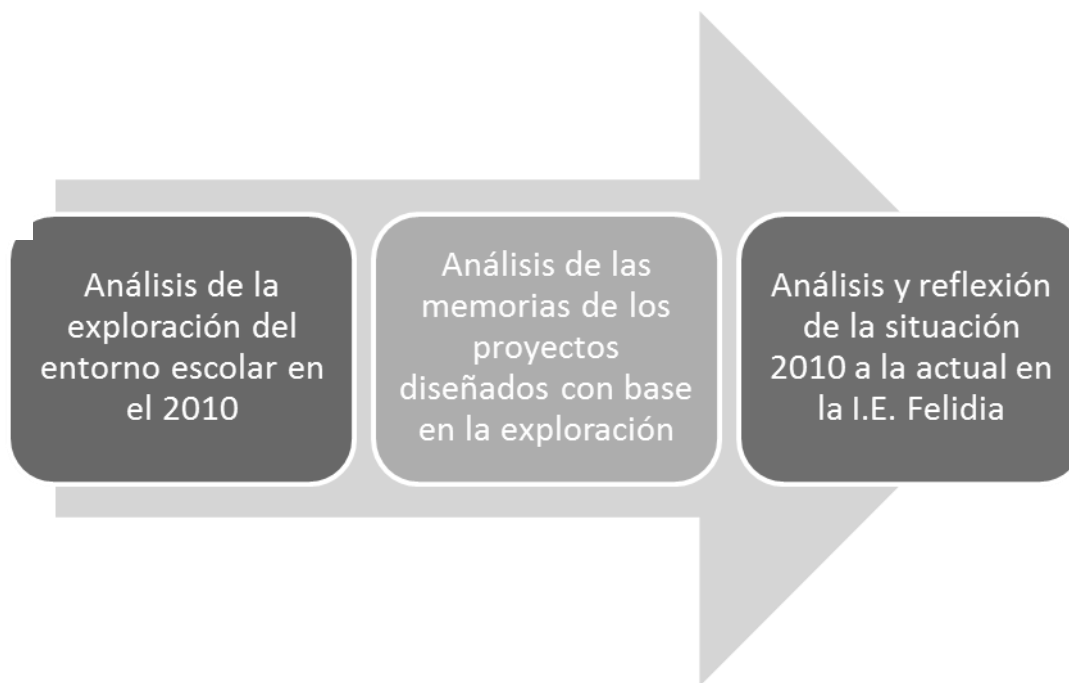 Análisis de la
exploración del
entorno escolar en
el 2010
Análisis de las
memorias de los
proyectos
diseñados con base
en la exploración
Análisis y reflexión
de la situación
2010 a la actual en
la I.E. Felidia